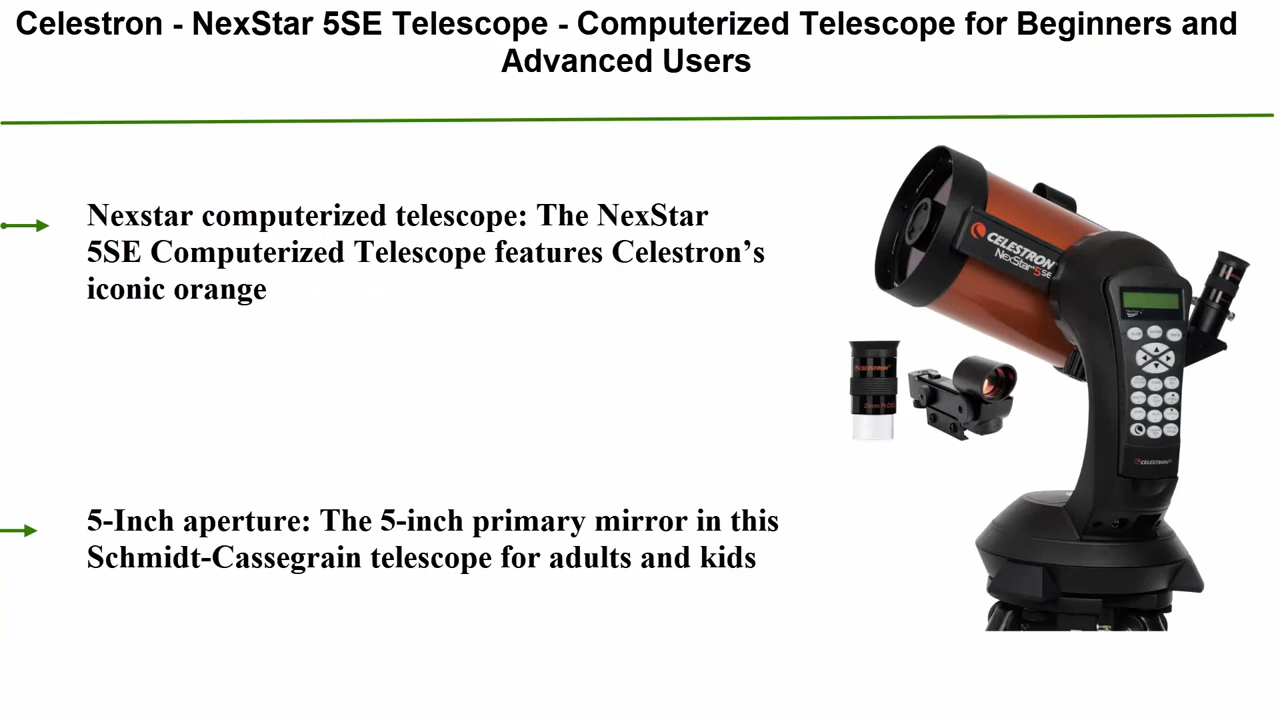 Celestron - NexStar 5SE Telescope - Computerized Telescope for Beginners and
Advanced Users
Nexstar computerized telescope: The NexStar
5SE Computerized Telescope features Celestron’s
iconic orange
5-Inch aperture: The 5-inch primary mirror in this
Schmidt-Cassegrain telescope for adults and kids
CELESTRON
NexStar 5SE
CELESTRON
CELESTRON